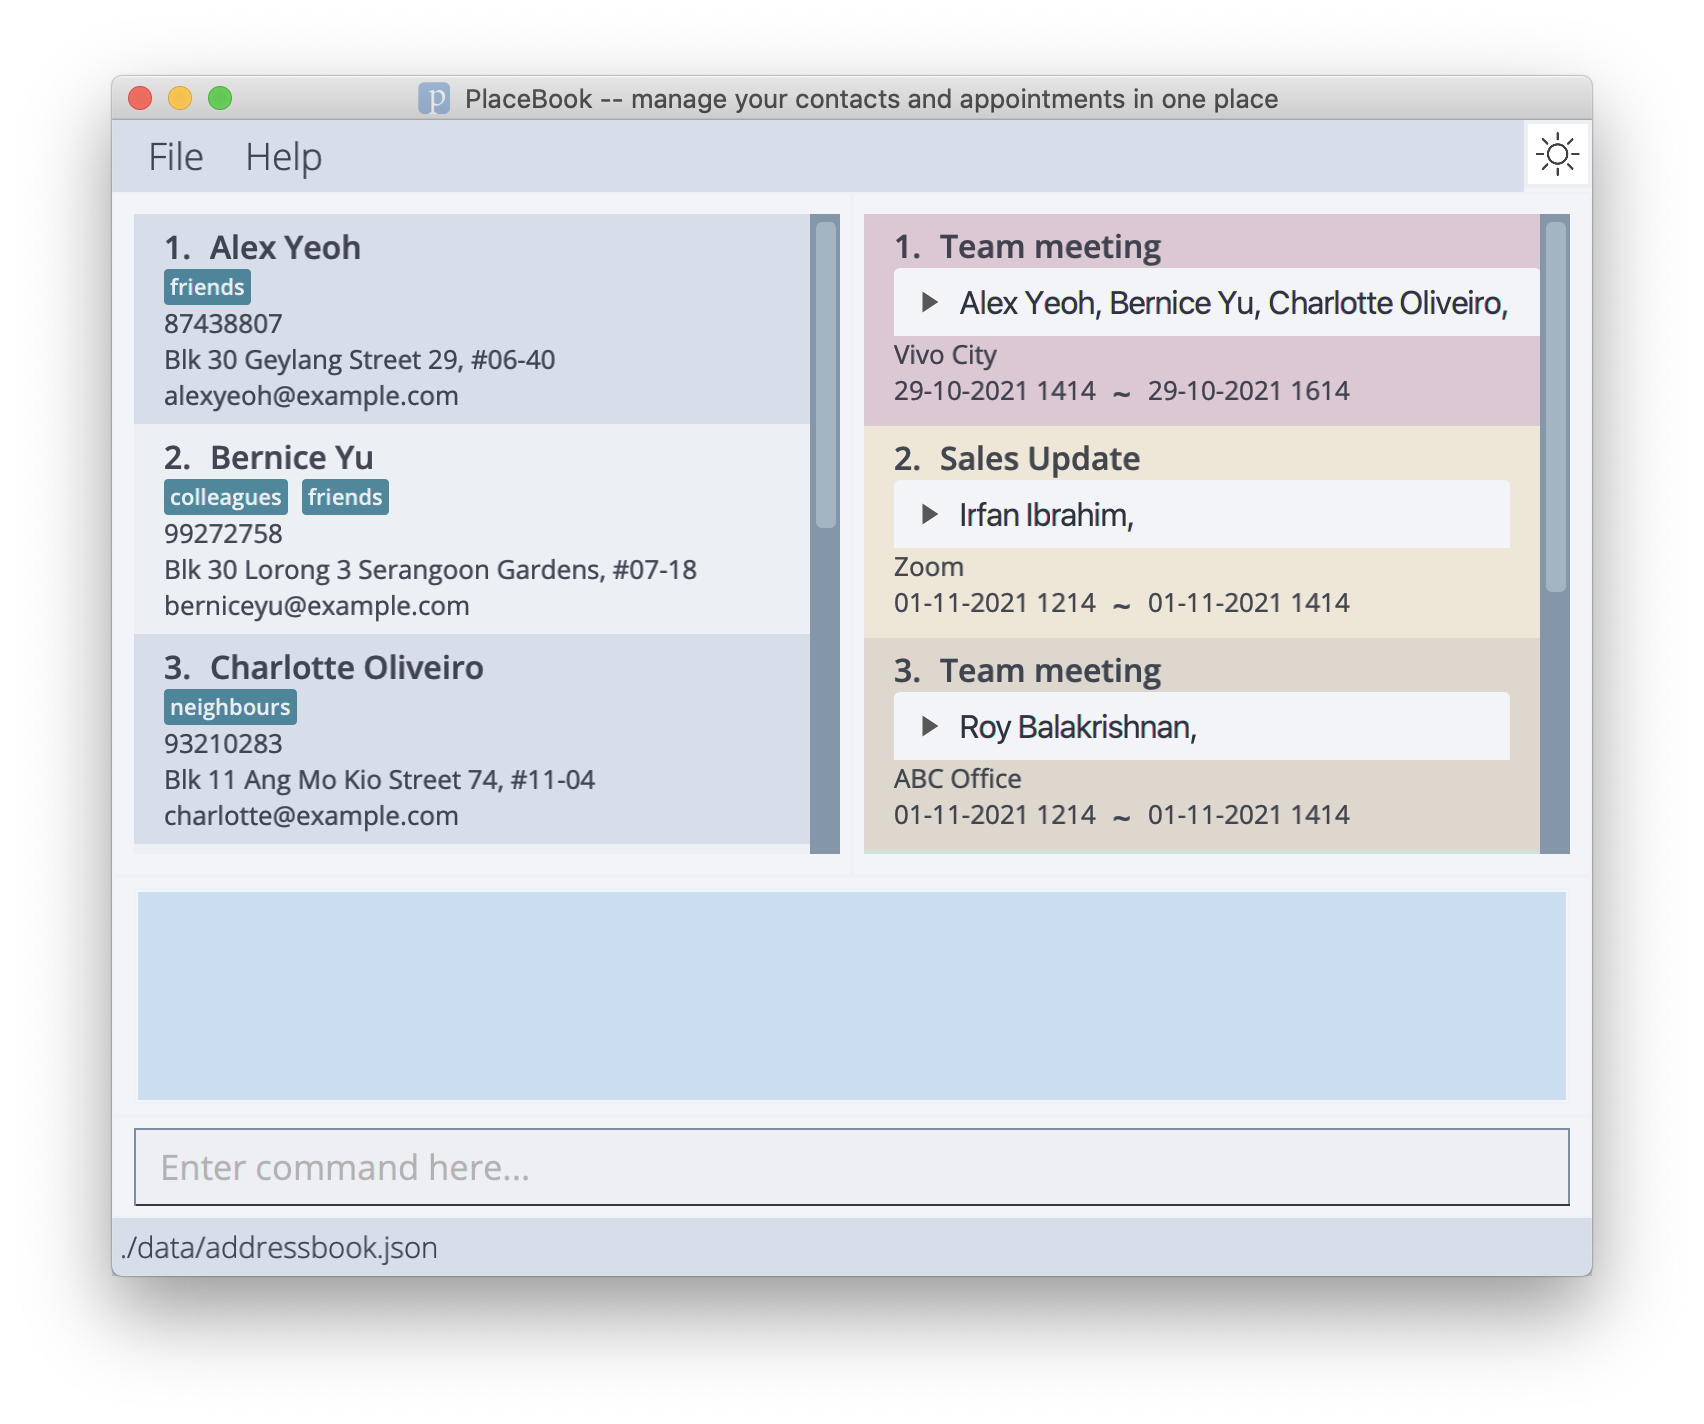 p PlaceBook -- manage your contacts and appointments in one place
File Help
1. Alex Yeoh
friends
87438807
Blk 30 Geylang Street 29, #06-40
alexyeoh@example.com
2. Bernice Yu
colleagues friends
99272758
Blk 30 Lorong 3 Serangoon Gardens, #07-18
berniceyu@example.com
3. Charlotte Oliveiro
neighbours
93210283
Blk 11 Ang Mo Kio Street 74, #11-04
charlotte@example.com
1. Team meeting
Alex Yeoh, Bernice Yu, Charlotte Oliveiro,
Vivo City
29-10-2021 1414 ~ 29-10-2021 1614
2. Sales Update
Irfan Ibrahim,
Zoom
01-11-2021 1214 ~ 01-11-2021 1414
3. Team meeting
Roy Balakrishnan,
ABC Office
01-11-2021 1214 ~ 01-11-2021 1414
Enter command here...
./data/addressbook.json